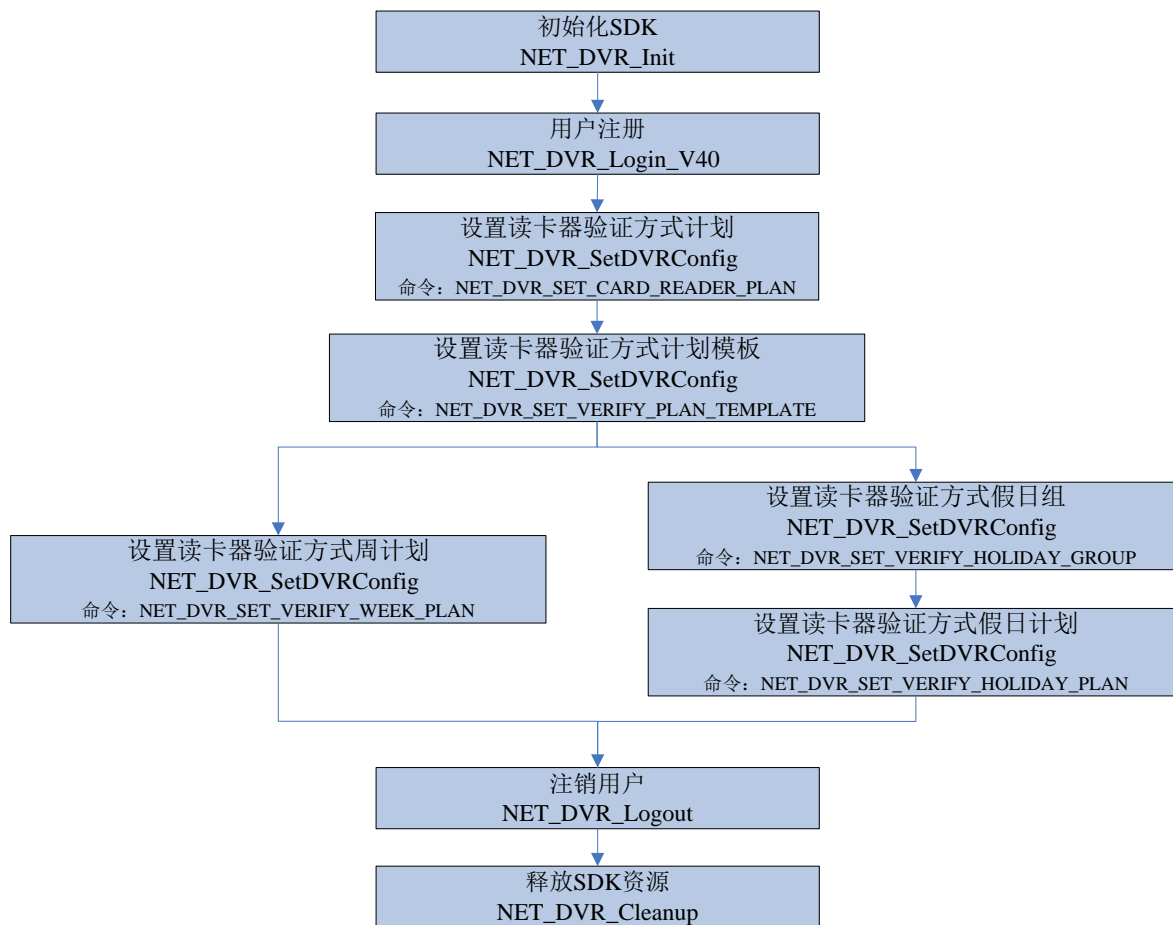 初始化SDK
NET_DVR_Init
用户注册
NET_DVR_Login_V40
设置读卡器验证方式计划
NET_DVR_SetDVRConfig
命令：NET_DVR_SET_CARD_READER_PLAN
设置读卡器验证方式计划模板
NET_DVR_SetDVRConfig
命令：NET_DVR_SET_VERIFY_PLAN_TEMPLATE
设置读卡器验证方式周计划
NET_DVR_SetDVRConfig
命令：NET_DVR_SET_VERIFY_WEEK_PLAN
设置读卡器验证方式假日组
NET_DVR_SetDVRConfig
命令：NET_DVR_SET_VERIFY_HOLIDAY_GROUP
设置读卡器验证方式假日计划
NET_DVR_SetDVRConfig
命令：NET_DVR_SET_VERIFY_HOLIDAY_PLAN
注销用户
NET_DVR_Logout
释放SDK资源
NET_DVR_Cleanup